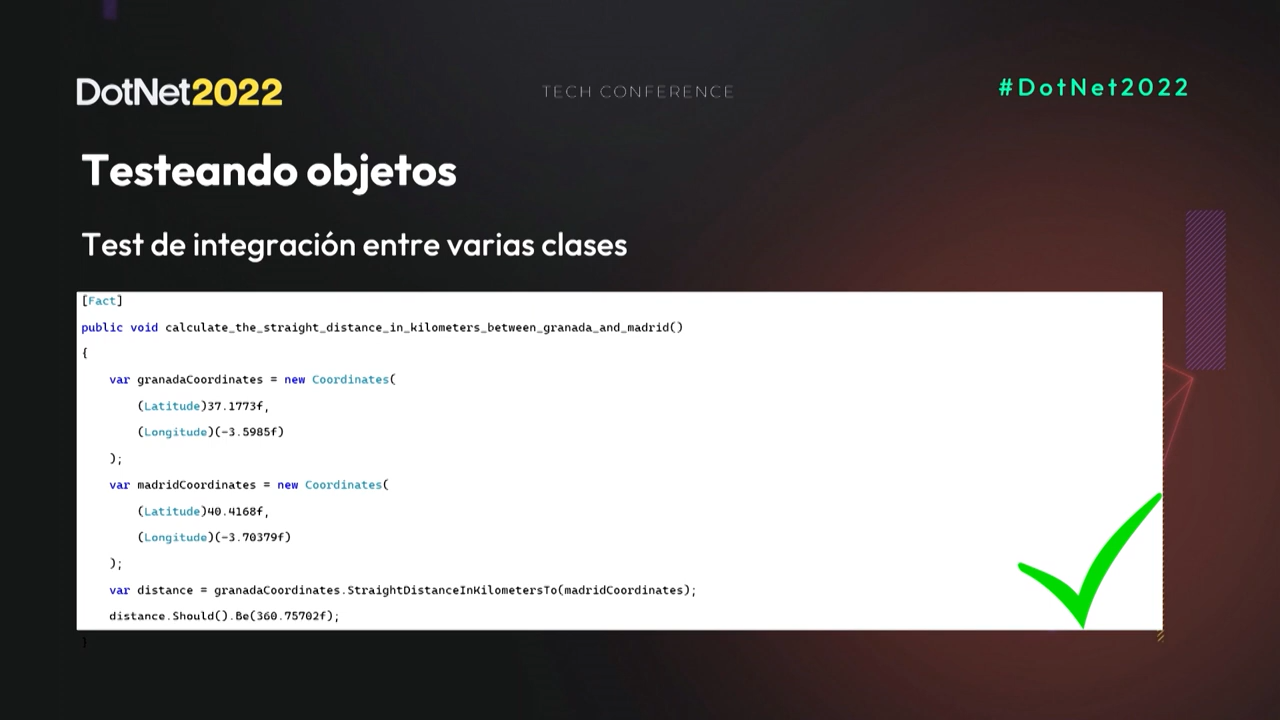 DotNet2022
TECH CONFERENCE
#DotNet2022
Testeando objetos
Test de integración entre varias clases
[Fact]
public void calculate_the_straight_distance_in_kilometers_between_granada_and_madrid()
{
    var granadaCoordinates = new Coordinates(
        (Latitude)37.1773f,
        (Longitude)(-3.5985f)
    );
    var madridCoordinates = new Coordinates(
        (Latitude)40.4168f,
        (Longitude)(-3.70379f)
    );
    var distance = granadaCoordinates.StraightDistanceInKilometersTo(madridCoordinates);
    distance.Should().Be(360.75702f);
}